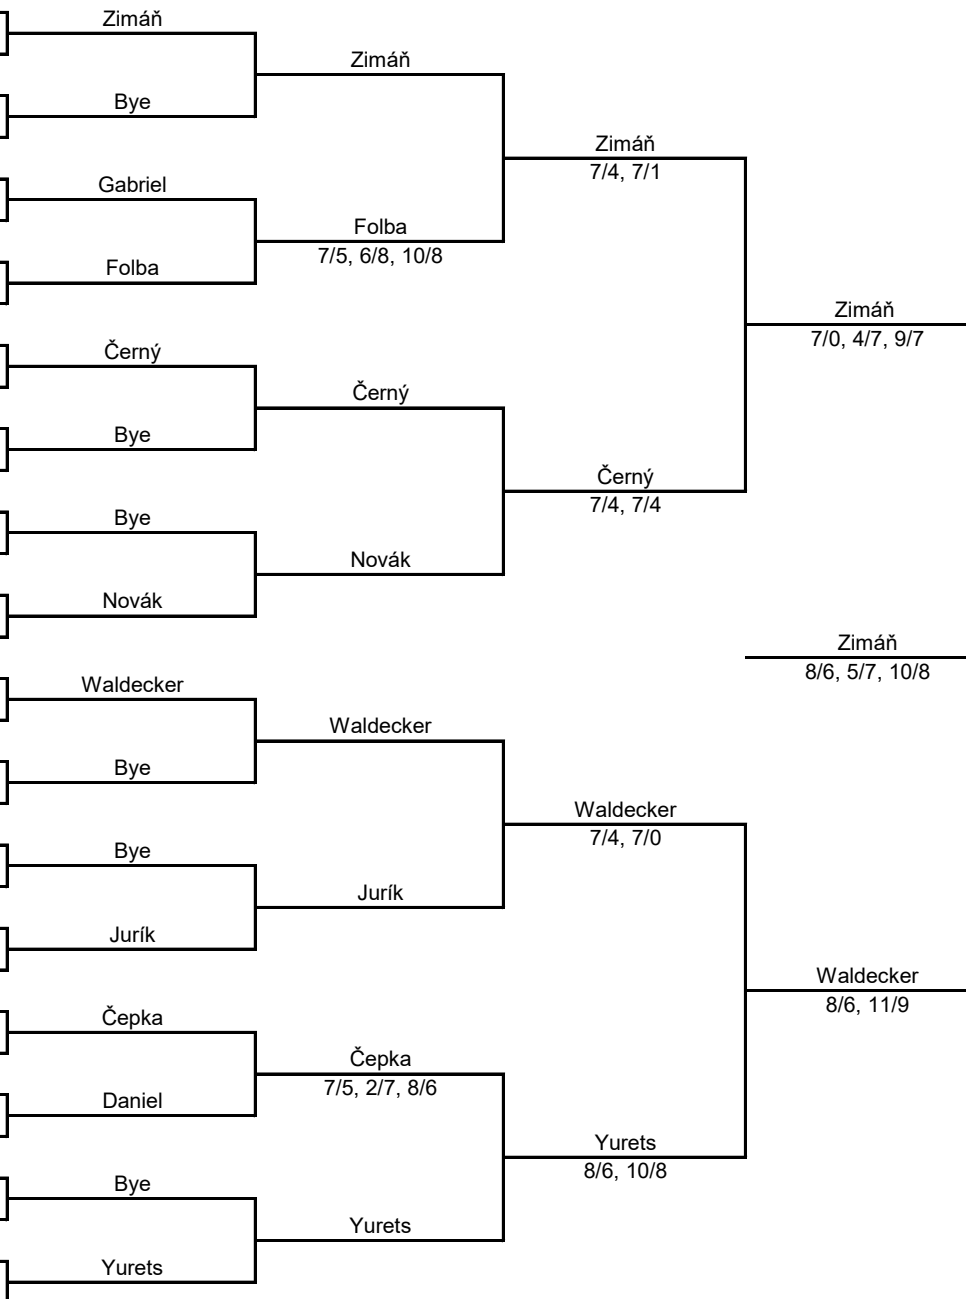 Zimáň
Zimáň
Bye
Zimáň
7/4, 7/1
Gabriel
Folba
7/5, 6/8, 10/8
Folba
Zimáň
7/0, 4/7, 9/7
Černý
Černý
Bye
Černý
7/4, 7/4
Bye
Novák
Novák
Zimáň
8/6, 5/7, 10/8
Waldecker
Waldecker
Bye
Waldecker
7/4, 7/0
Bye
Jurík
Jurík
Waldecker
8/6, 11/9
Čepka
Čepka
7/5, 2/7, 8/6
Daniel
Yurets
8/6, 10/8
Bye
Yurets
Yurets